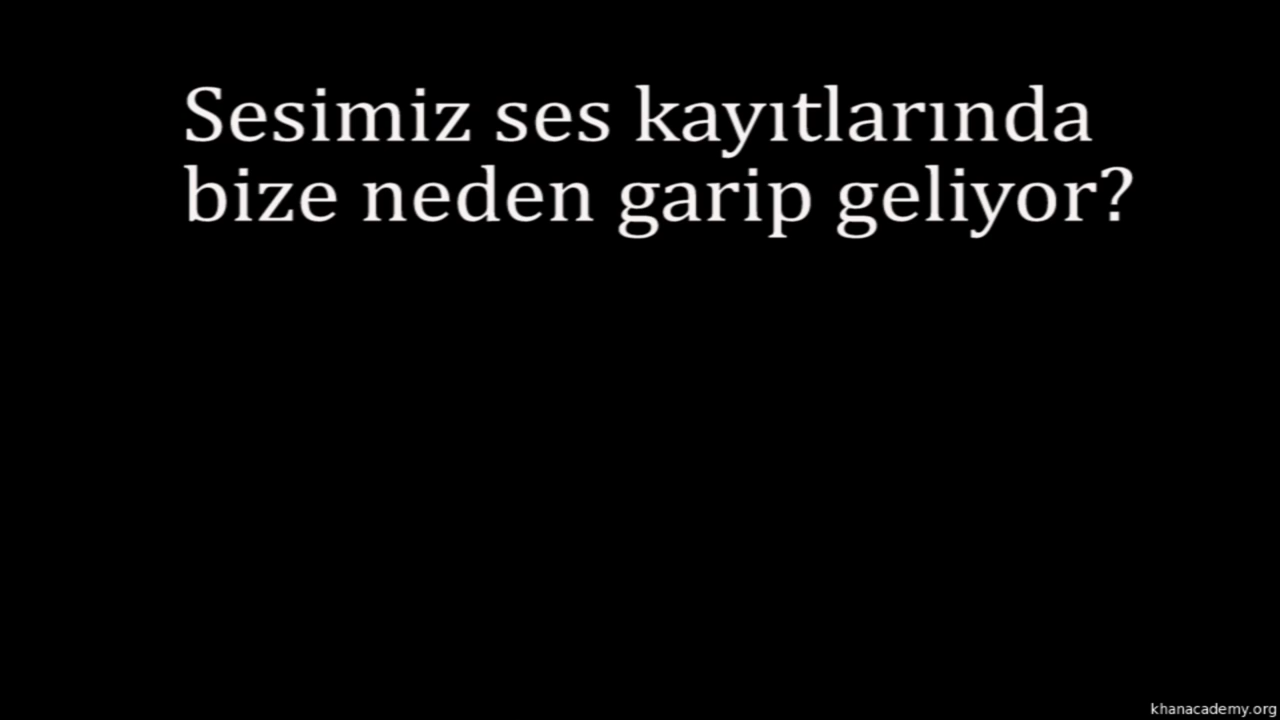 Sesimiz ses kayıtlarında
bize neden garip geliyor?
khanacademy.org